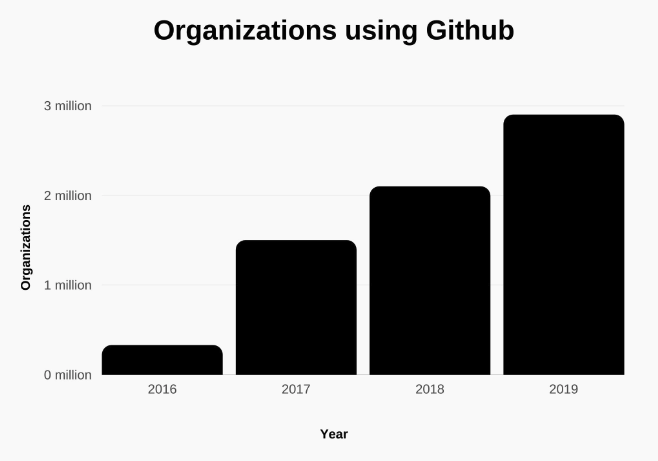 Organizations using Github
3 million
2 million
1 million
0 million
Organizations
2016 2017 2018 2019
Year